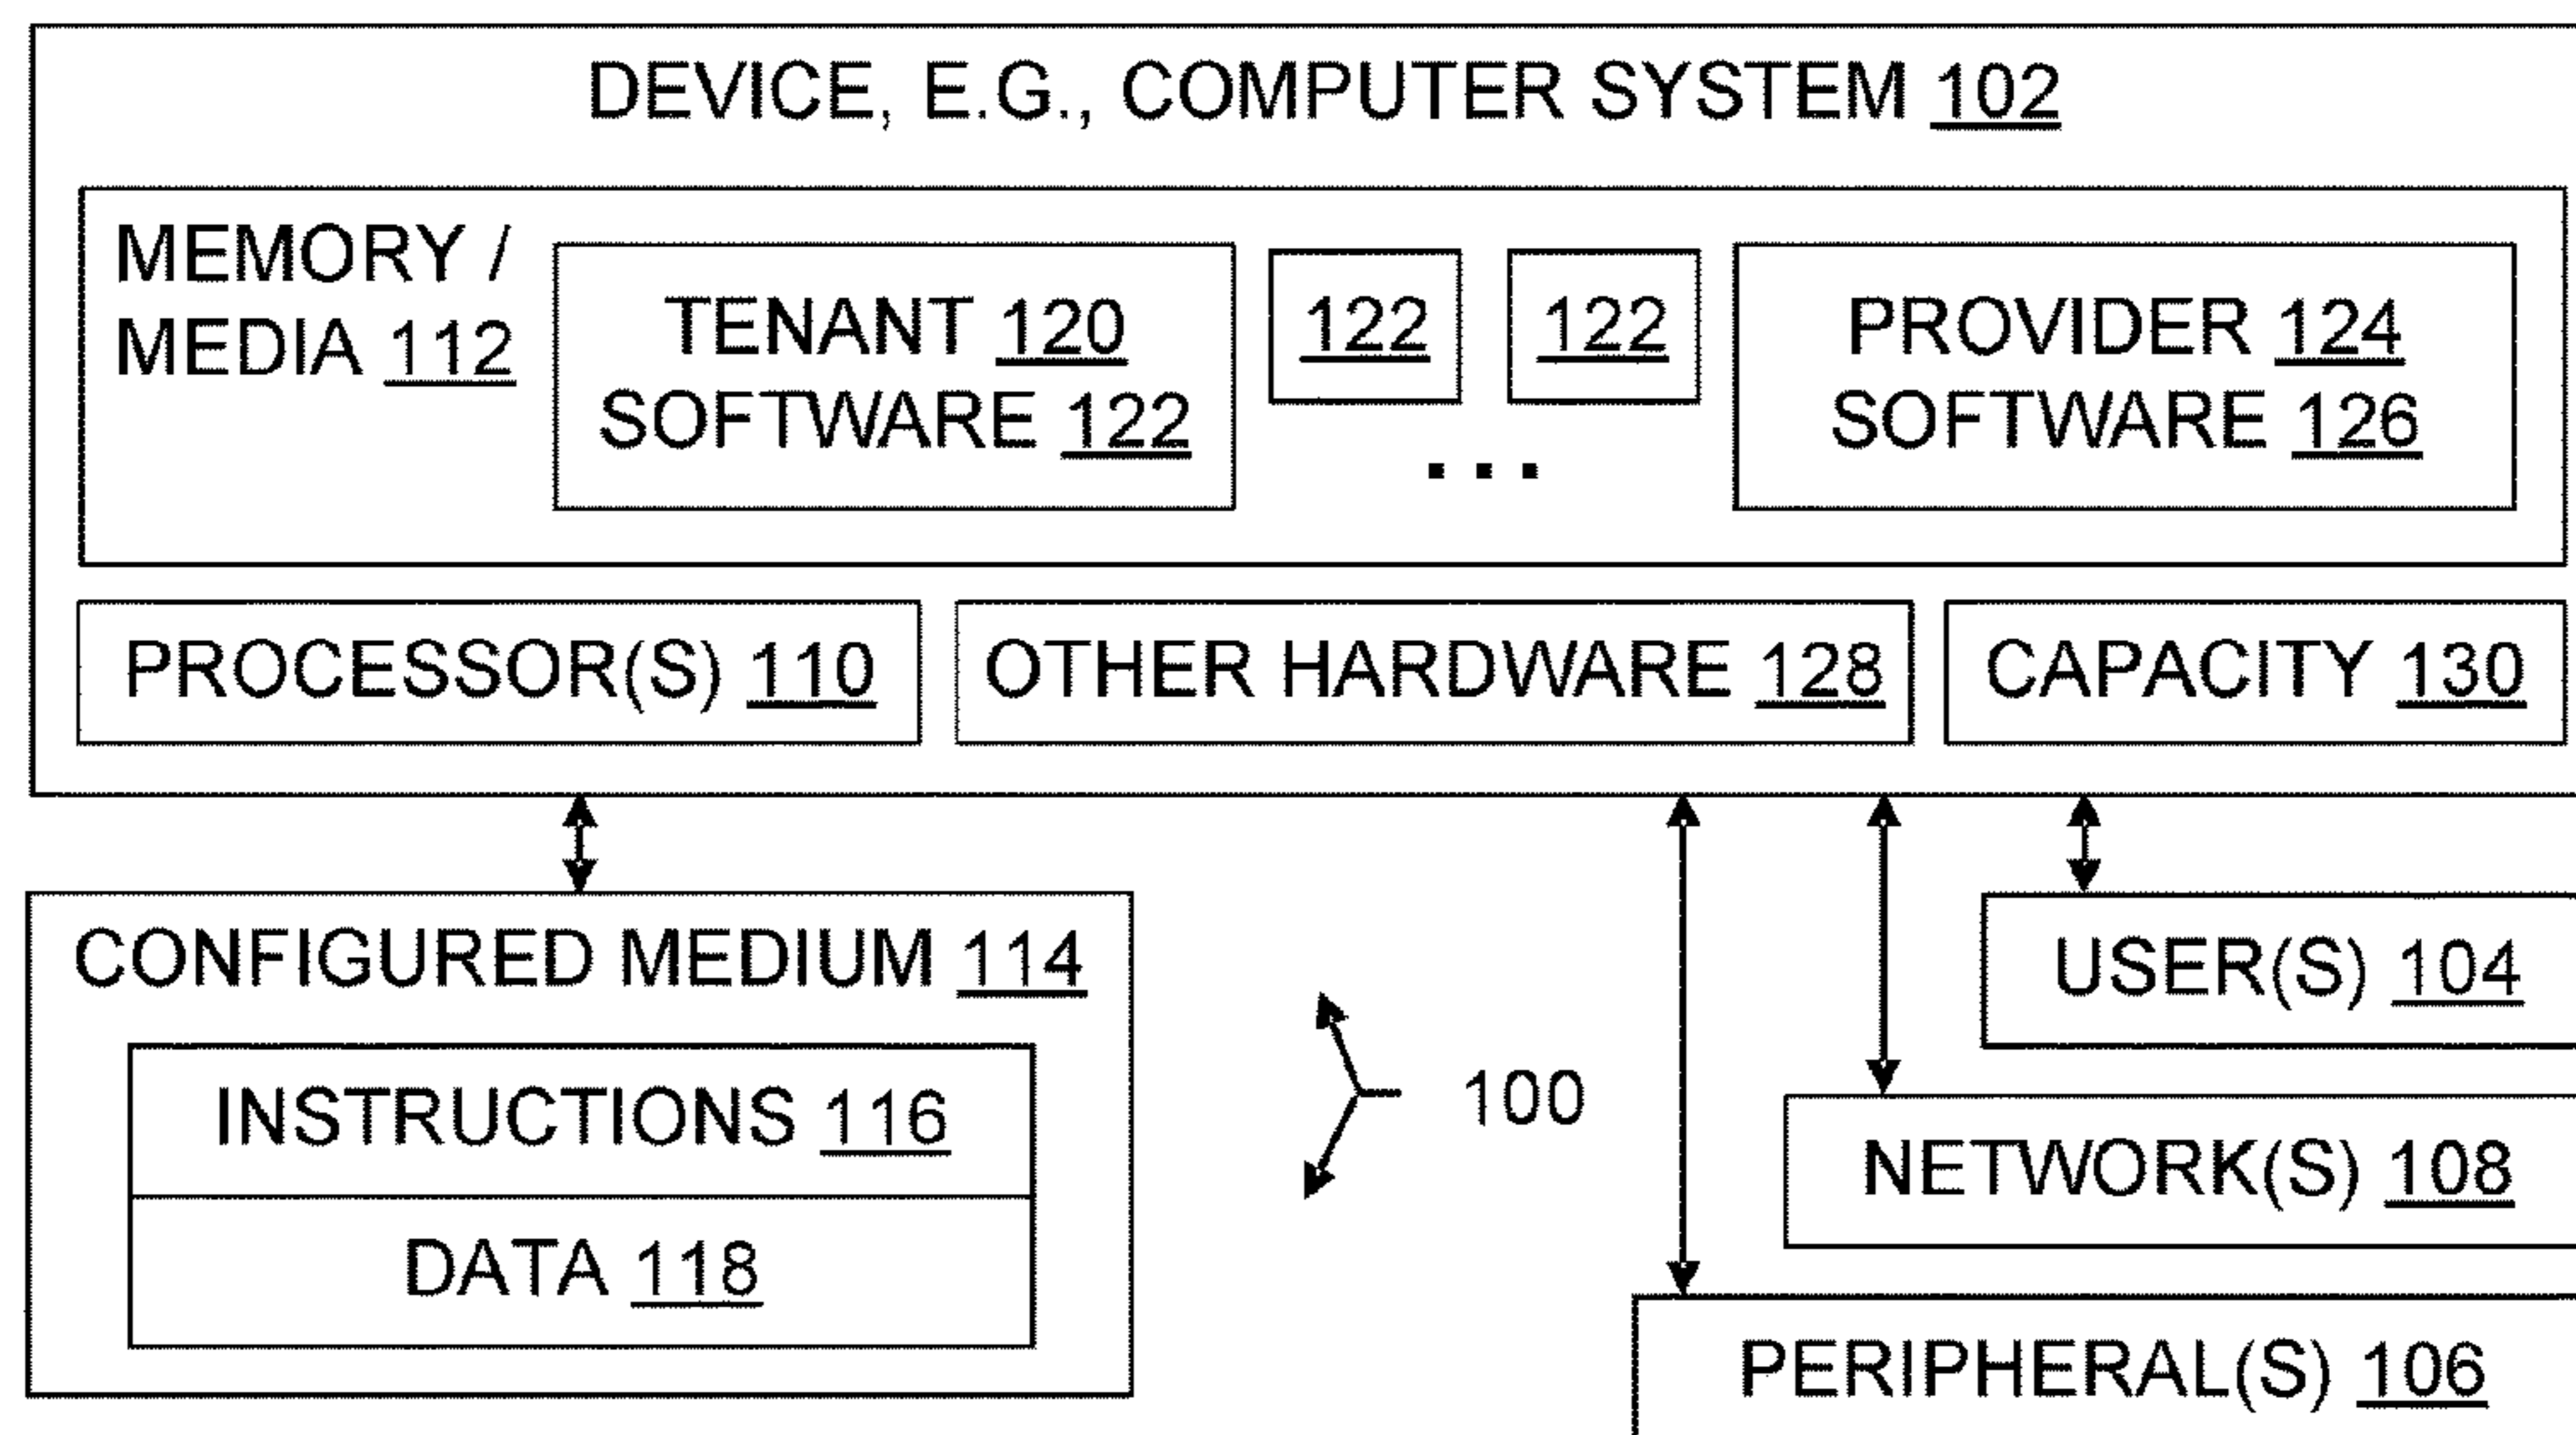 DEVICE, E.G., COMPUTER SYSTEM 102
MEMORY /
MEDIA 112
TENANT 120
SOFTWARE 122
122
122
...
PROVIDER 124
SOFTWARE 126
PROCESSOR(S) 110
OTHER HARDWARE 128
CAPACITY 130
CONFIGURED MEDIUM 114
INSTRUCTIONS 116
DATA 118
100
USER(S) 104
NETWORK(S) 108
PERIPHERAL(S) 106